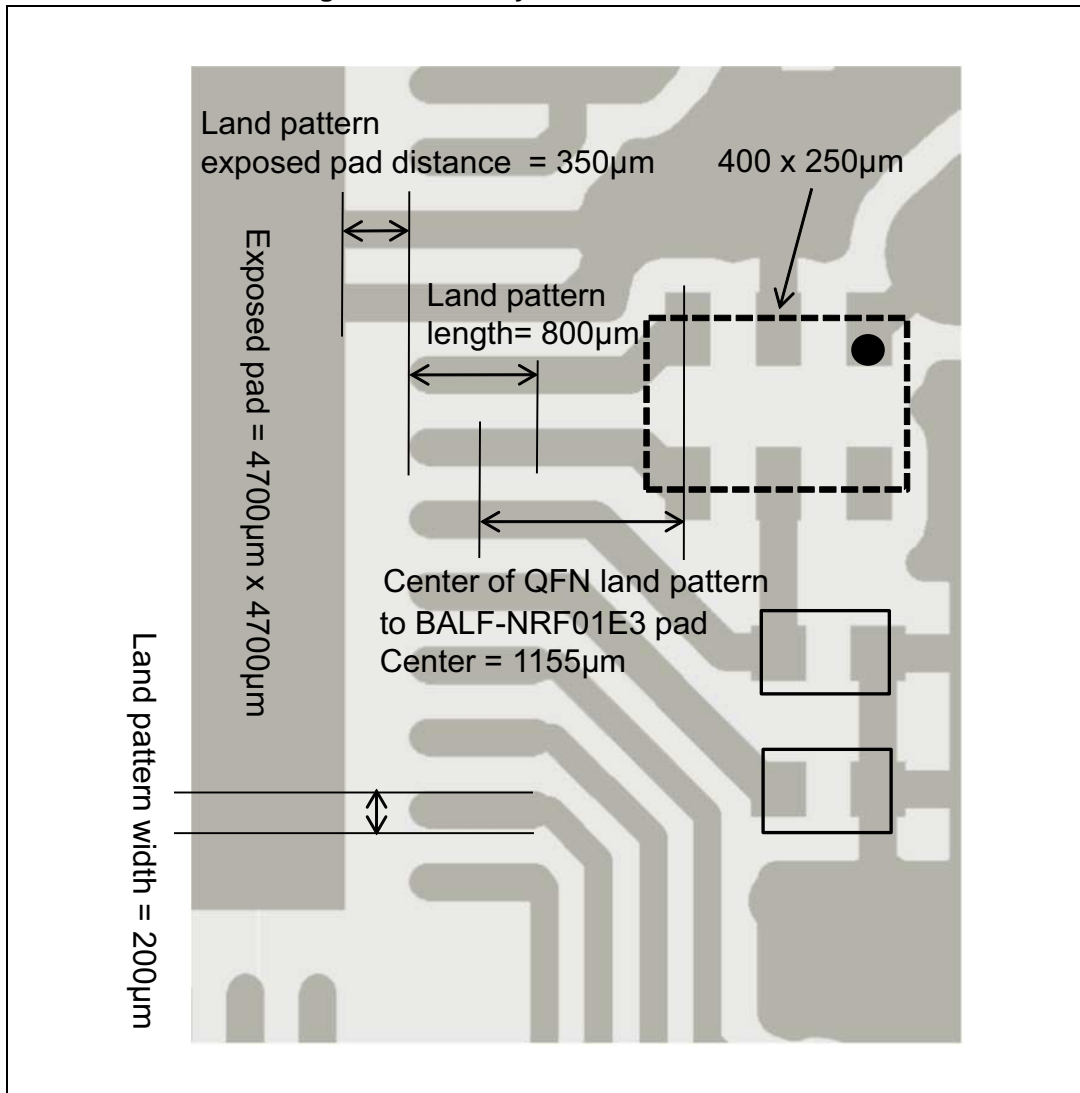 Land pattern
exposed pad distance = 350µm
400 x 250µm
Exposed pad = 4700µm x 4700µm
Land pattern
length= 800µm
Center of QFN land pattern
to BALF-NRF01E3 pad
Center = 1155µm
Land pattern width = 200µm